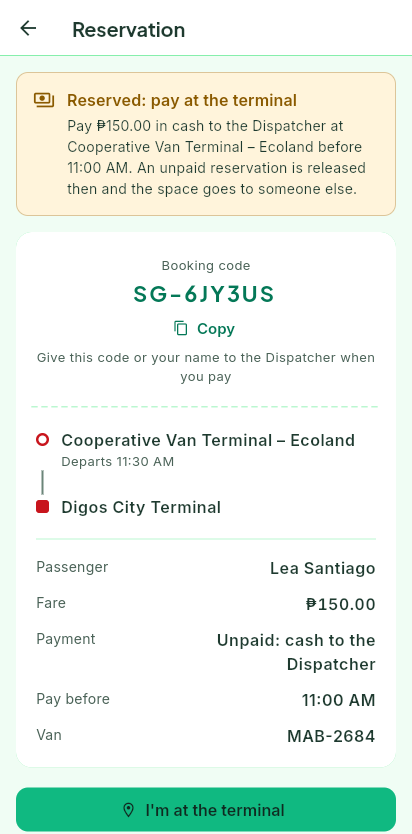 Reservation
Reserved: pay at the terminal
Pay ₱150.00 in cash to the Dispatcher at
Cooperative Van Terminal – Ecoland before
11:00 AM. An unpaid reservation is released
then and the space goes to someone else.
Booking code
SG-6JY3US
Copy
Give this code or your name to the Dispatcher when
you pay
Cooperative Van Terminal – Ecoland
Departs 11:30 AM
Digos City Terminal
Passenger Lea Santiago
Fare ₱150.00
Payment Unpaid: cash to the
Dispatcher
Pay before 11:00 AM
Van MAB-2684
I'm at the terminal